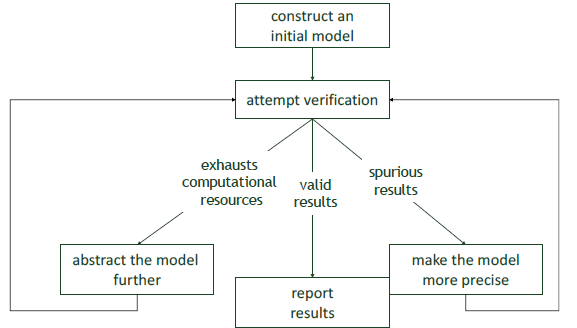 construct an
initial model
attempt verification
exhausts
computational
resources
valid
results
spurious
results
abstract the model
further
make the model
more precise
report
results